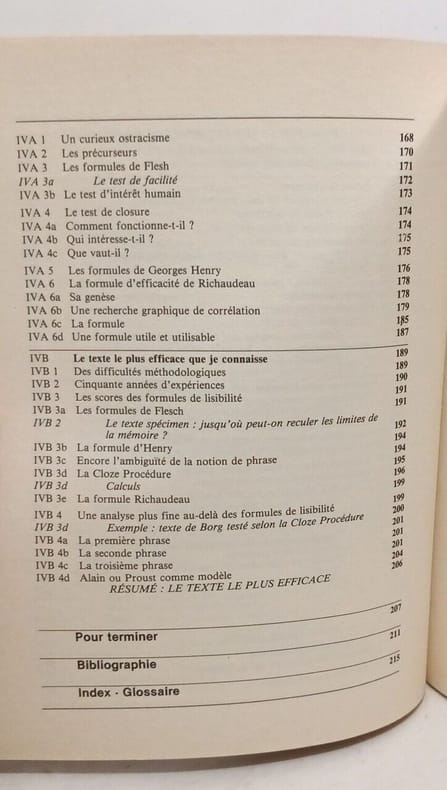 IVA 1 Un curieux ostracisme 168
IVA 2 Les précurseurs 170
IVA 3 Les formules de Flesh 171
IVA 3a Le test de facilité 172
IVA 3b Le test d'intérêt humain 173
IVA 4 Le test de closure 174
IVA 4a Comment fonctionne-t-il ? 174
IVA 4b Qui intéresse-t-il ? 175
IVA 4c Que vaut-il ? 175
IVA 5 Les formules de Georges Henry 176
IVA 6 La formule d'efficacité de Richaudeau 178
IVA 6a Sa genèse 178
IVA 6b Une recherche graphique de corrélation 179
IVA 6c La formule 185
IVA 6d Une formule utile et utilisable 187
IVB Le texte le plus efficace que je connaisse 189
IVB 1 Des difficultés méthodologiques 189
IVB 2 Cinquante années d'expériences 190
IVB 3 Les scores des formules de lisibilité 191
IVB 3a Les formules de Flesch 191
IVB 2 Le texte spécimen : jusqu'où peut-on reculer les limites de
la mémoire ? 192
IVB 3b La formule d'Henry 194
IVB 3c Encore l'ambiguïté de la notion de phrase 194
IVB 3d La Cloze Procédure 195
IVB 3d Calculs 196
IVB 3e La formule Richaudeau 199
IVB 4 Une analyse plus fine au-delà des formules de lisibilité 199
IVB 3d Exemple : texte de Borg testé selon la Cloze Procédure 200
IVB 4a La première phrase 201
IVB 4b La seconde phrase 201
IVB 4c La troisième phrase 201
IVB 4d Alain ou Proust comme modèle 204
RÉSUMÉ : LE TEXTE LE PLUS EFFICACE 206
Pour terminer 207
Bibliographie 211
Index - Glossaire 215